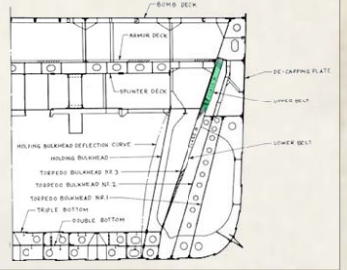 BOMB DECK
ARMOR DECK
DE-CAPPING PLATE
SPLINTER DECK
UPPER BELT
HOLDING BULKHEAD DEFLECTION CURVE
LOWER BELT
HOLDING BULKHEAD
TORPEDO BULKHEAD Nr.3
TORPEDO BULKHEAD Nr.2
TORPEDO BULKHEAD Nr.1
TRIPLE BOTTOM
DOUBLE BOTTOM